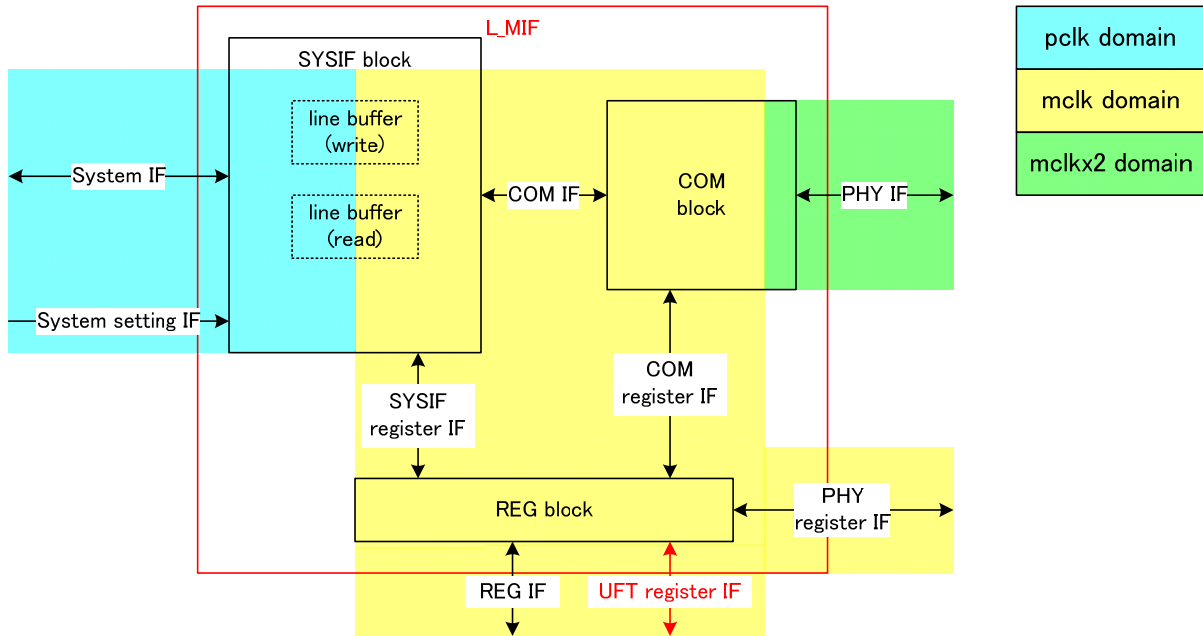 L_MIF
SYSIF block
line buffer
(write)
line buffer
(read)
System IF
System setting IF
COM IF
COM
block
PHY IF
SYSIF
register IF
COM
register IF
REG block
PHY
register IF
REG IF
UFT register IF
pclk domain
mclk domain
mclkx2 domain